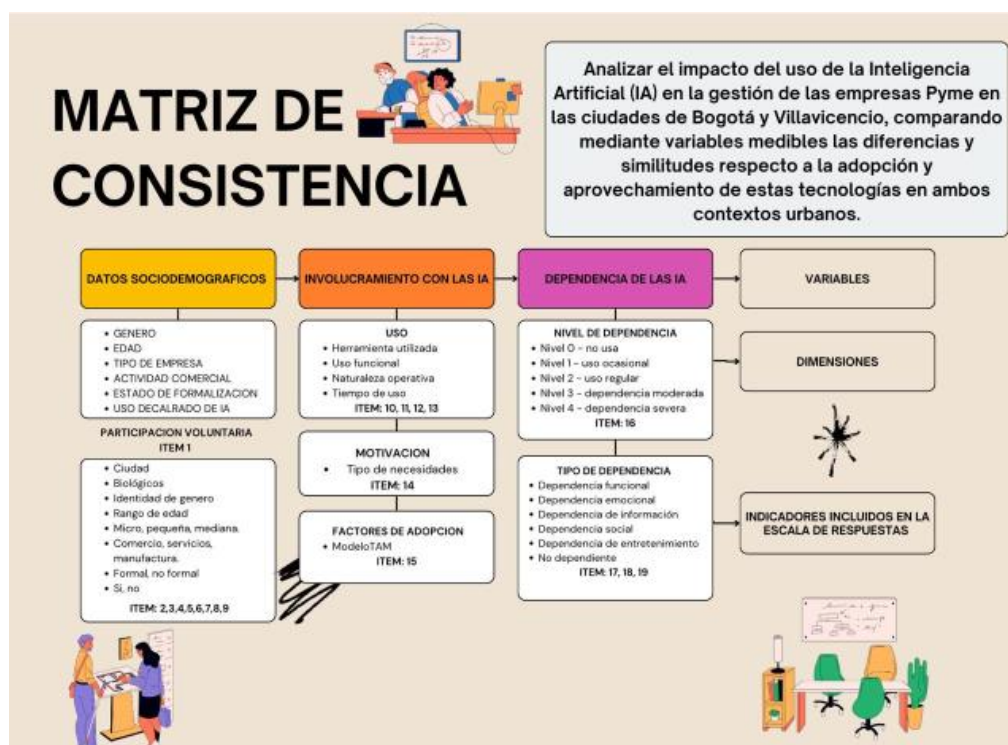 MATRIZ DE
CONSISTENCIA
Analizar el impacto del uso de la Inteligencia
Artificial (IA) en la gestión de las empresas Pyme en
las ciudades de Bogotá y Villavicencio, comparando
mediante variables medibles las diferencias y
similitudes respecto a la adopción y
aprovechamiento de estas tecnologías en ambos
contextos urbanos.
DATOS SOCIODEMOGRAFICOS
• GENERO
• EDAD
• TIPO DE EMPRESA
• ACTIVIDAD COMERCIAL
• ESTADO DE FORMALIZACION
• USO DECALRADO DE IA
PARTICIPACION VOLUNTARIA
ITEM 1
• Ciudad
• Biológicos
• Identidad de genero
• Rango de edad
• Micro, pequeña, mediana.
• Comercio, servicios,
manufactura.
• Formal, no formal
• Si, no
ITEM: 2,3,4,5,6,7,8,9
INVOLUCRAMIENTO CON LAS IA
USO
• Herramienta utilizada
• Uso funcional
• Naturaleza operativa
• Tiempo de uso
ITEM: 10, 11, 12, 13
MOTIVACION
• Tipo de necesidades
ITEM: 14
FACTORES DE ADOPCION
• ModeloTAM
ITEM: 15
DEPENDENCIA DE LAS IA
NIVEL DE DEPENDENCIA
• Nivel 0 - no usa
• Nivel 1 - uso ocasional
• Nivel 2 - uso regular
• Nivel 3 - dependencia moderada
• Nivel 4 - dependencia severa
ITEM: 16
TIPO DE DEPENDENCIA
• Dependencia funcional
• Dependencia emocional
• Dependencia de información
• Dependencia social
• Dependencia de entretenimiento
• No dependiente
ITEM: 17, 18, 19
VARIABLES
DIMENSIONES
INDICADORES INCLUIDOS EN LA
ESCALA DE RESPUESTAS